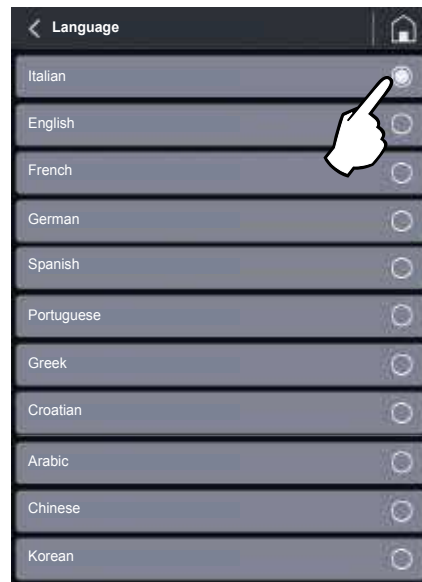 Language
Italian
English
French
German
Spanish
Portuguese
Greek
Croatian
Arabic
Chinese
Korean